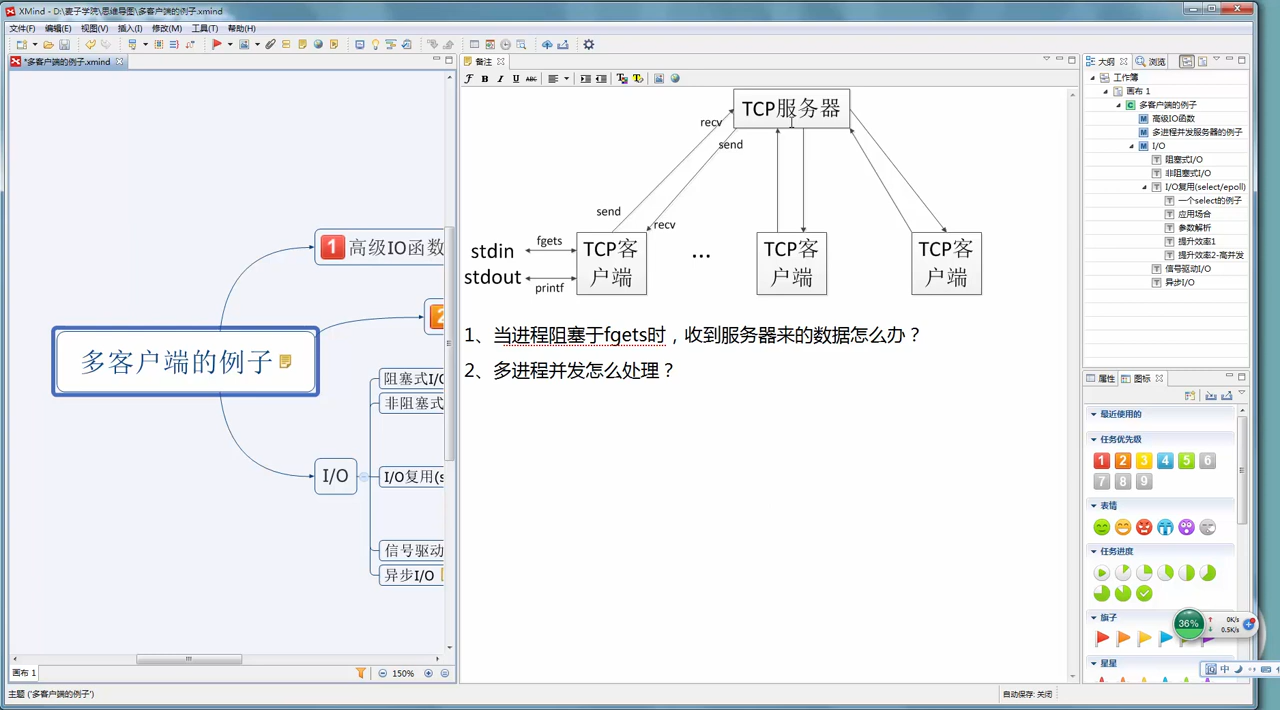 XMind - D:\麦子学院\思维导图\多客户端的例子.xmind
文件(F) 编辑(E) 视图(V) 插入(I) 修改(M) 工具(T) 帮助(H)
*多客户端的例子.xmind
高级IO函数
1
2
多客户端的例子
阻塞式I/O
非阻塞式
I/O
I/O复用(s
信号驱动
异步I/O
画布 1
150%
主题 ('多客户端的例子')
备注
TCP服务器
recv
send
send
recv
stdin
fgets
stdout
printf
TCP客户端
...
TCP客户端
TCP客户端
1、当进程阻塞于fgets时，收到服务器来的数据怎么办？
2、多进程并发怎么处理？
自动保存: 关闭
大纲
浏览
工作簿
画布 1
多客户端的例子
高级IO函数
多进程并发服务器的例子
I/O
阻塞式I/O
非阻塞式I/O
I/O复用(select/epoll)
一个select的例子
应用场合
参数解析
提升效率1
提升效率2-高并发
信号驱动I/O
异步I/O
属性
图标
最近使用的
任务优先级
1 2 3 4 5 6
7 8 9
表情
任务进度
旗子
星星
36%
0K/s
0.5K/s
中